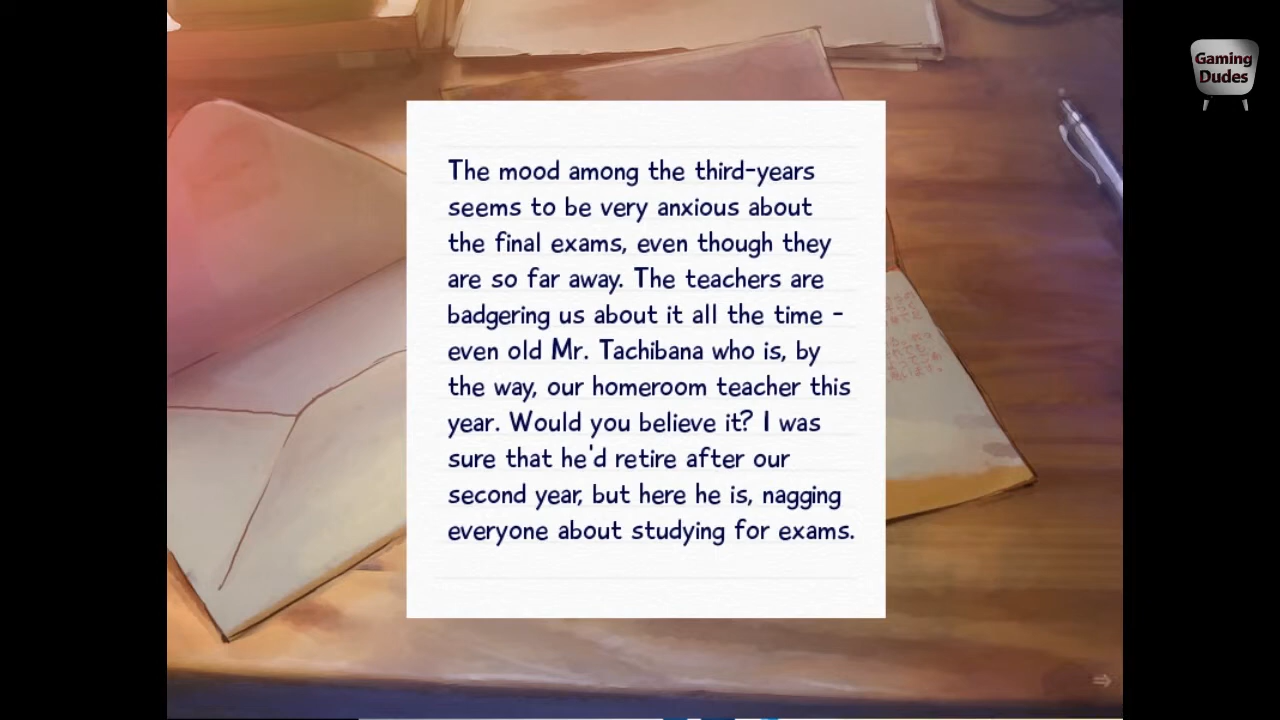 Gaming
Dudes
The mood among the third-years
seems to be very anxious about
the final exams, even though they
are so far away. The teachers are
badgering us about it all the time -
even old Mr. Tachibana who is, by
the way, our homeroom teacher this
year. Would you believe it? I was
sure that he'd retire after our
second year, but here he is, nagging
everyone about studying for exams.